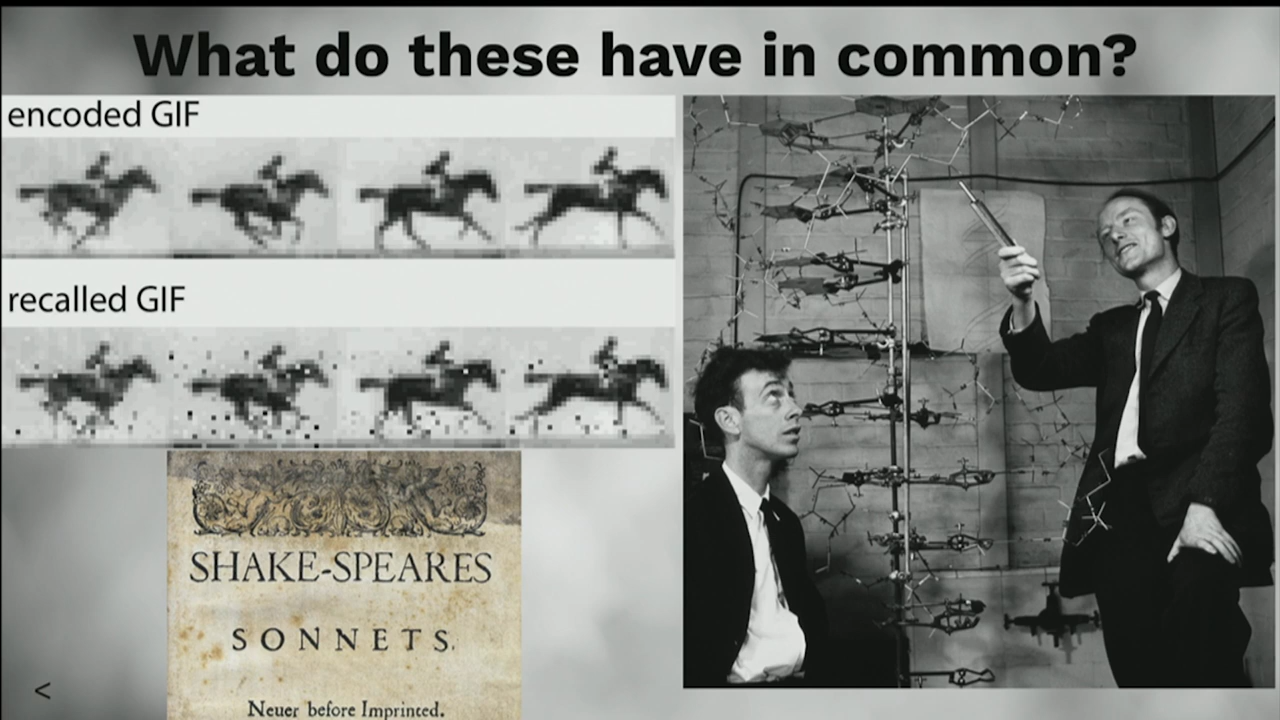 What do these have in common?
encoded GIF
recalled GIF
SHAKE-SPEARES
SONNETS.
Neuer before Imprinted.
<